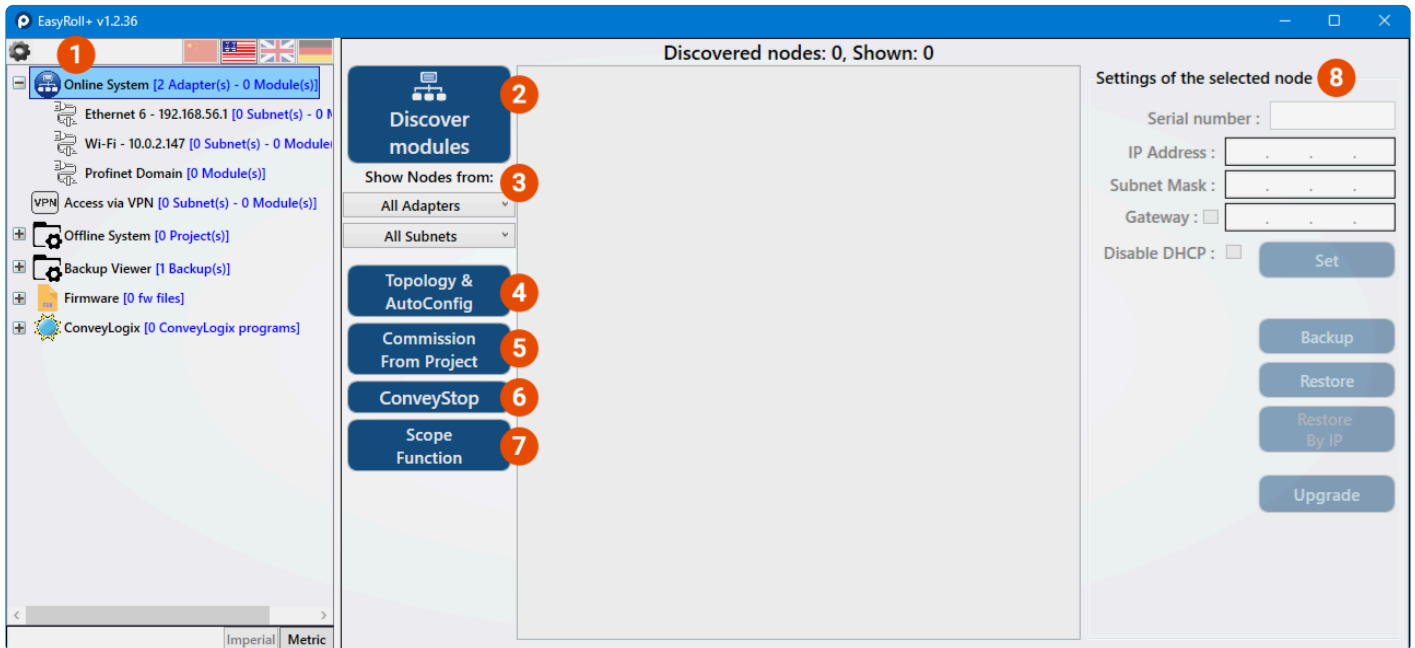 EasyRoll+ v1.2.36
1
Online System [2 Adapter(s) - 0 Module(s)]
Ethernet 6 - 192.168.56.1 [0 Subnet(s) - 0 M
Wi-Fi - 10.0.2.147 [0 Subnet(s) - 0 Module(
Profinet Domain [0 Module(s)]
VPN Access via VPN [0 Subnet(s) - 0 Module(s)]
Offline System [0 Project(s)]
Backup Viewer [1 Backup(s)]
Firmware [0 fw files]
ConveyLogix [0 ConveyLogix programs]
Imperial Metric
Discovered nodes: 0, Shown: 0
Discover
modules
2
Show Nodes from:
3
All Adapters
All Subnets
Topology &
AutoConfig
4
Commission
From Project
5
ConveyStop
6
Scope
Function
7
Settings of the selected node 8
Serial number :
IP Address : . . .
Subnet Mask : . . .
Gateway : . . .
Disable DHCP :
Set
Backup
Restore
Restore
By IP
Upgrade